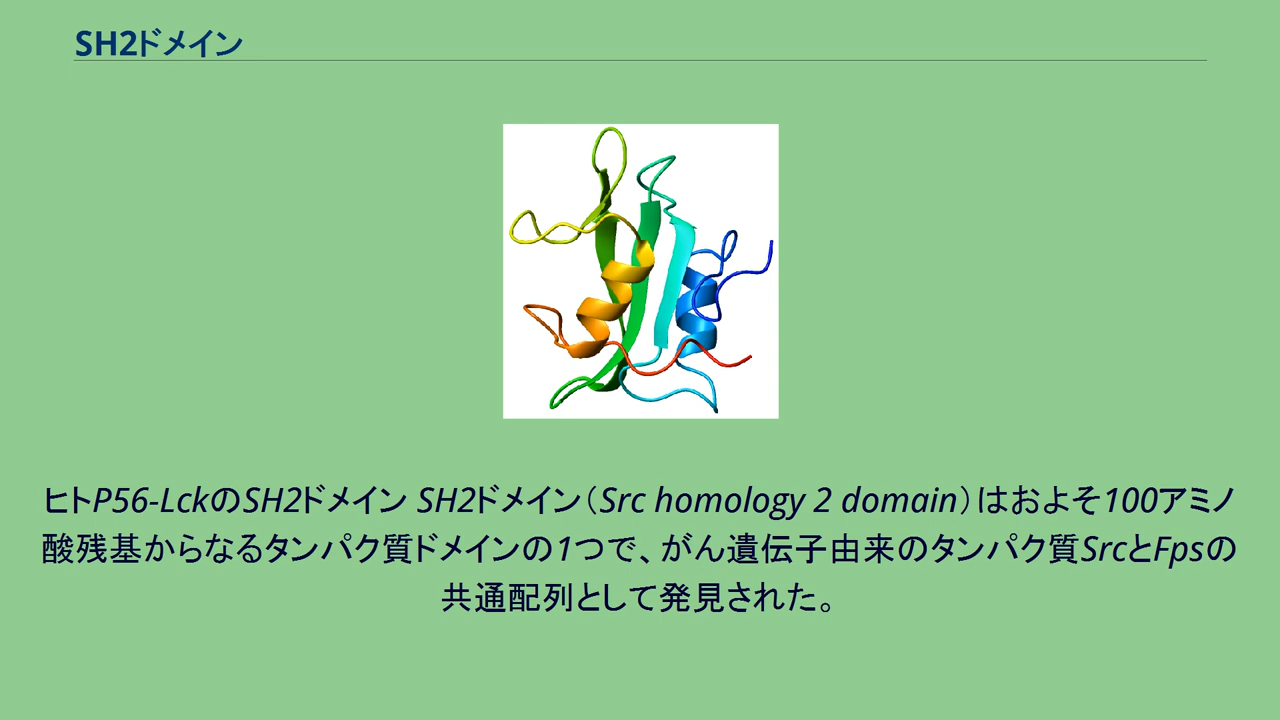 SH2ドメイン
ヒトP56-LckのSH2ドメイン SH2ドメイン（Src homology 2 domain）はおよそ100アミノ
酸残基からなるタンパク質ドメインの1つで、がん遺伝子由来のタンパク質SrcとFpsの
共通配列として発見された。